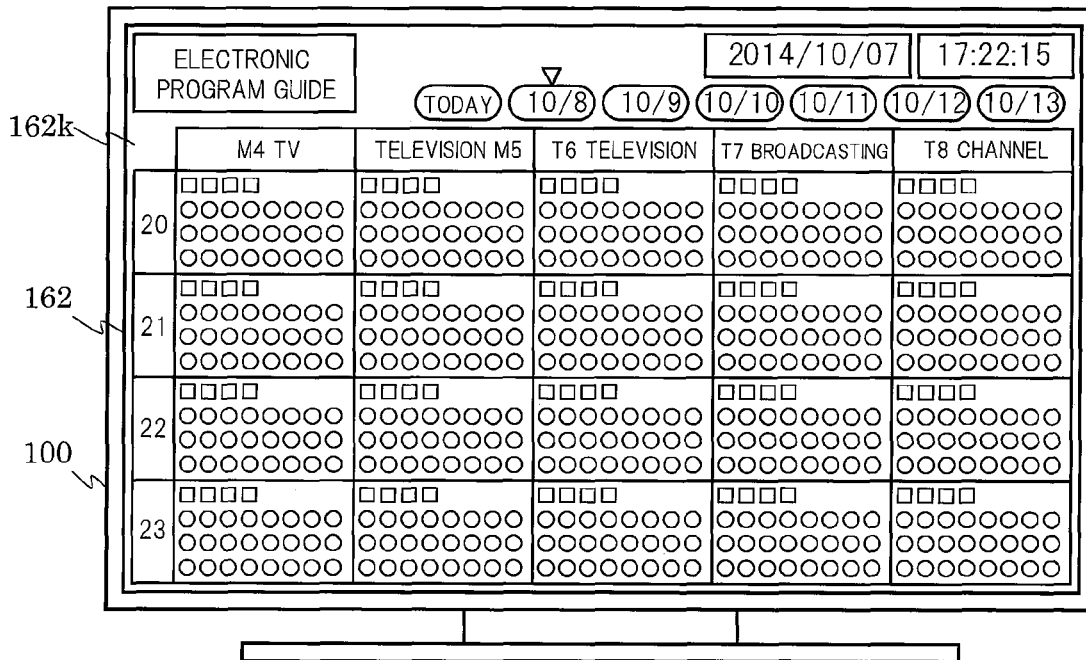 ELECTRONIC
PROGRAM GUIDE
2014/10/07 17:22:15
TODAY 10/8 10/9 10/10 10/11 10/12 10/13
162k
M4 TV TELEVISION M5 T6 TELEVISION T7 BROADCASTING T8 CHANNEL
20
162
21
22
100
23